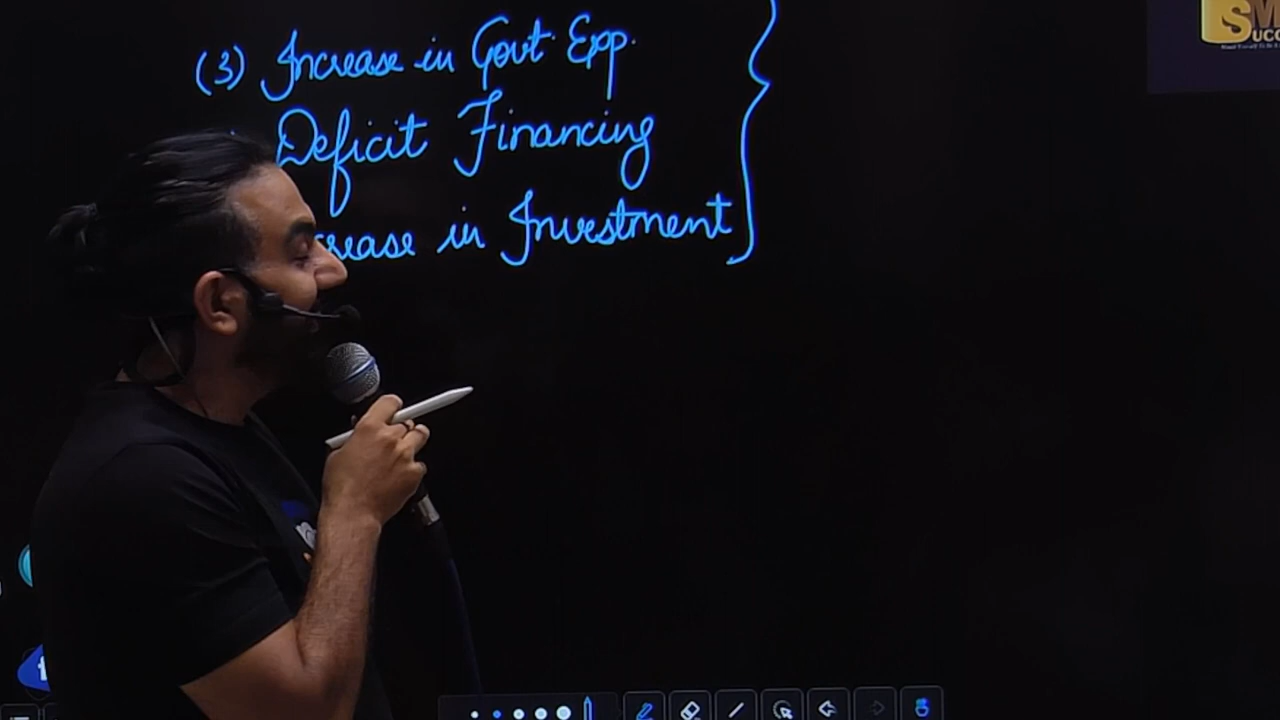 (3) Increase in Govt. Exp.
Deficit Financing
in Investment